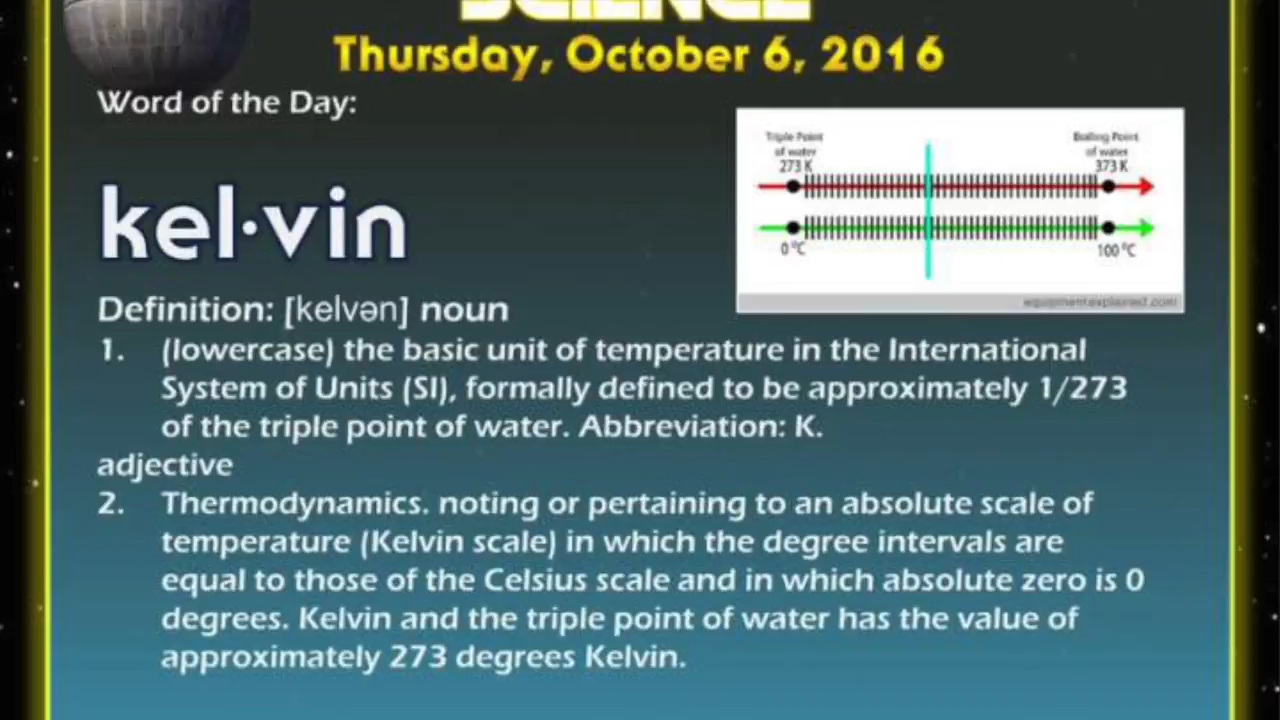 SCIENCE
Thursday, October 6, 2016
Word of the Day:
Triple Point
of water
273 K
Boiling Point
of water
373 K
0 °C
100 °C
equipmentexplained.com
kel·vin
Definition: [kelvən] noun
1. (lowercase) the basic unit of temperature in the International
System of Units (SI), formally defined to be approximately 1/273
of the triple point of water. Abbreviation: K.
adjective
2. Thermodynamics. noting or pertaining to an absolute scale of
temperature (Kelvin scale) in which the degree intervals are
equal to those of the Celsius scale and in which absolute zero is 0
degrees. Kelvin and the triple point of water has the value of
approximately 273 degrees Kelvin.